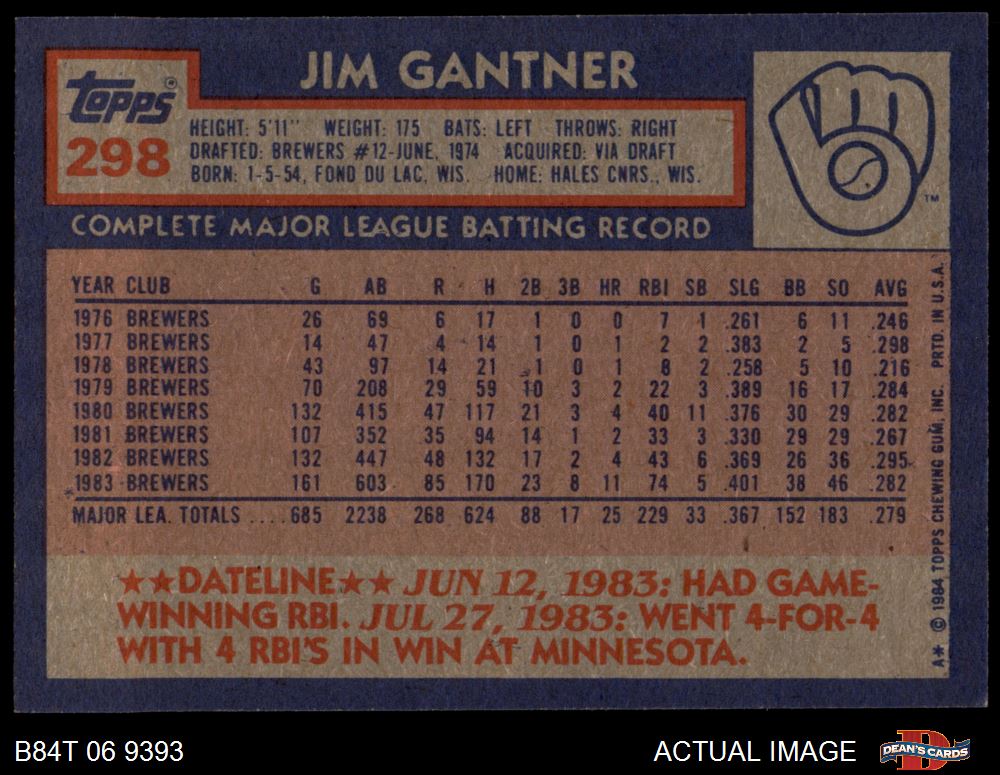 JIM GANTNER
Topps ®
298
HEIGHT: 5'11" WEIGHT: 175 BATS: LEFT THROWS: RIGHT
DRAFTED: BREWERS #12-JUNE, 1974 ACQUIRED: VIA DRAFT
BORN: 1-5-54, FOND DU LAC, WIS. HOME: HALES CNRS., WIS.
TM
COMPLETE MAJOR LEAGUE BATTING RECORD
YEAR CLUB G AB R H 2B 3B HR RBI SB SLG BB SO AVG
1976 BREWERS 26 69 6 17 1 0 0 7 1 .261 6 11 .246
1977 BREWERS 14 47 4 14 1 0 1 2 2 .383 2 5 .298
1978 BREWERS 43 97 14 21 1 0 1 8 2 .258 5 10 .216
1979 BREWERS 70 208 29 59 10 3 2 22 3 .389 16 17 .284
1980 BREWERS 132 415 47 117 21 3 4 40 11 .376 30 29 .282
1981 BREWERS 107 352 35 94 14 1 2 33 3 .330 29 29 .267
1982 BREWERS 132 447 48 132 17 2 4 43 6 .369 26 36 .295
1983 BREWERS 161 603 85 170 23 8 11 74 5 .401 38 46 .282
MAJOR LEA. TOTALS .... 685 2238 268 624 88 17 25 229 33 .367 152 183 .279
★★DATELINE★★ JUN 12, 1983: HAD GAME-
WINNING RBI. JUL 27, 1983: WENT 4-FOR-4
WITH 4 RBI'S IN WIN AT MINNESOTA.
A* © 1984 TOPPS CHEWING GUM, INC. PRTD. IN U.S.A.
B84T 06 9393
ACTUAL IMAGE
D
DEAN'S CARDS